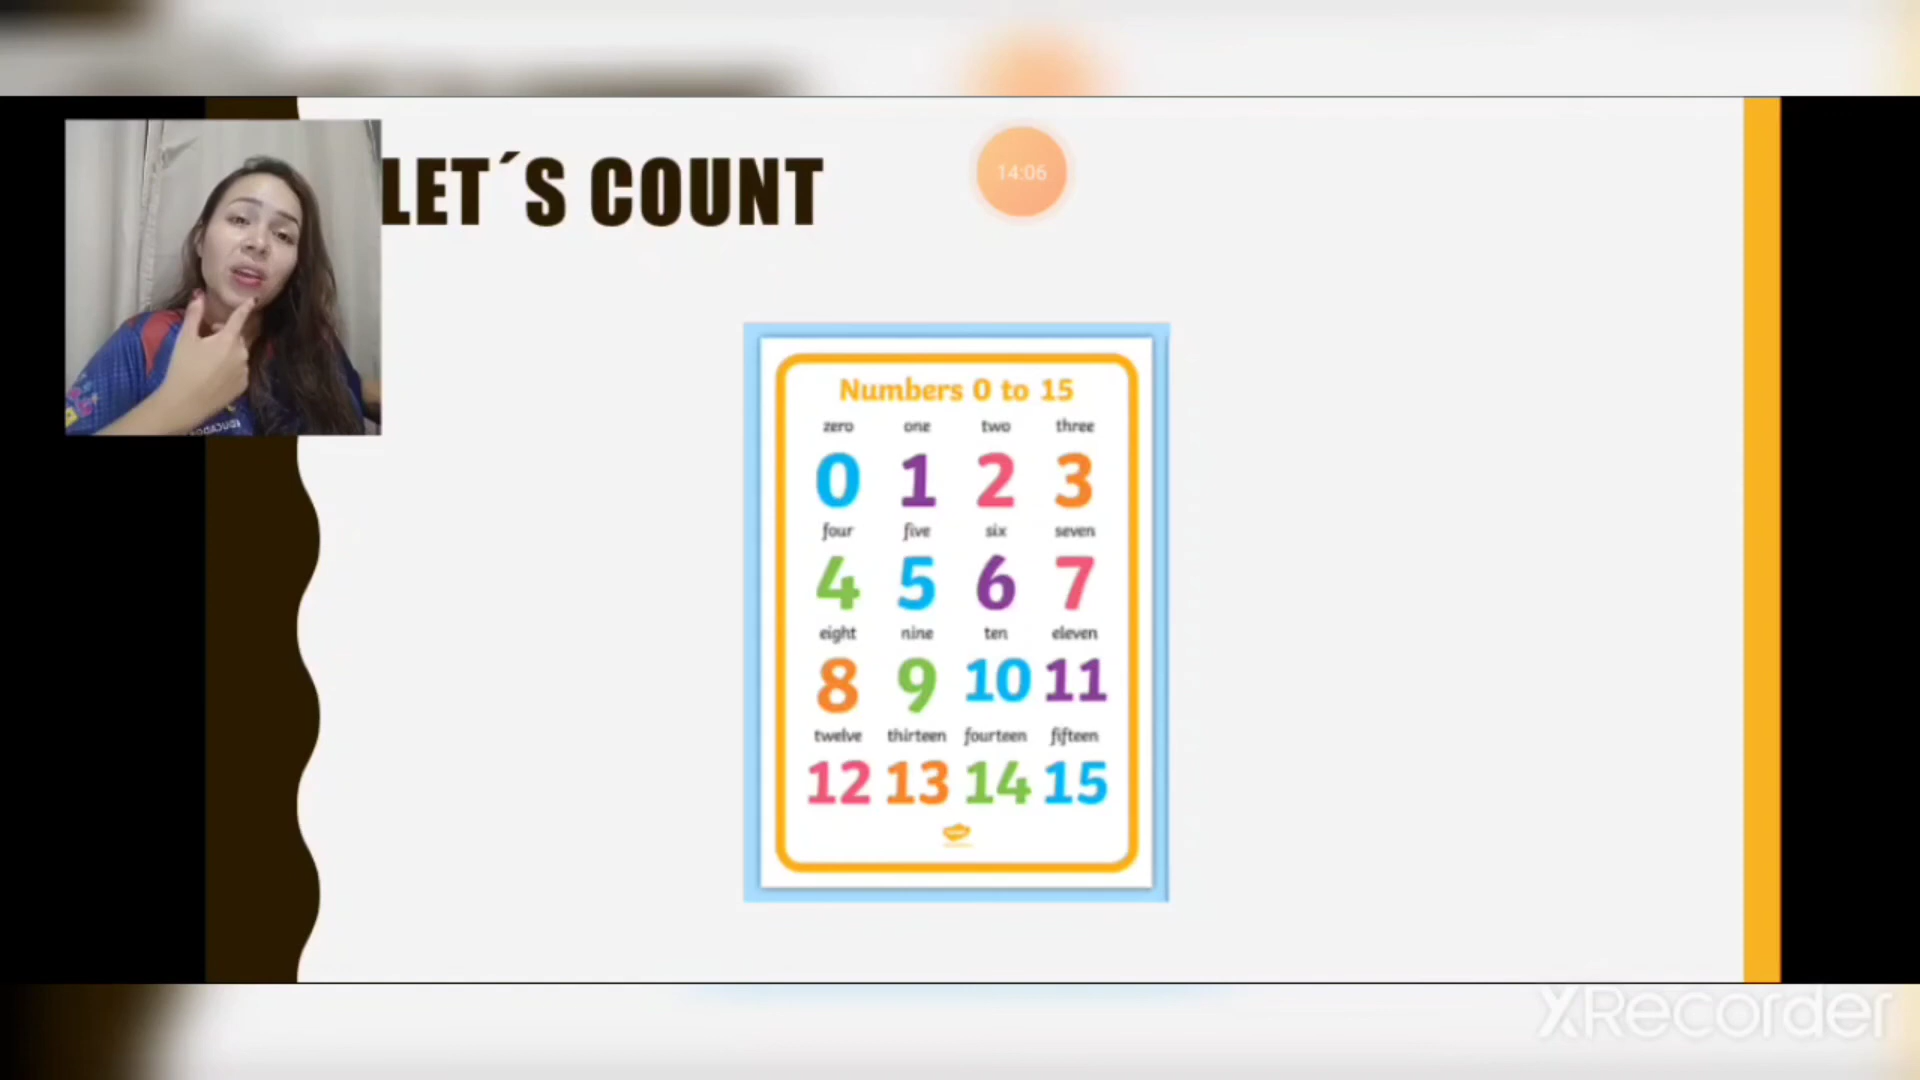 LET´S COUNT
14:06
Numbers 0 to 15
zero one two three
0 1 2 3
four five six seven
4 5 6 7
eight nine ten eleven
8 9 10 11
twelve thirteen fourteen fifteen
12 13 14 15
XRecorder